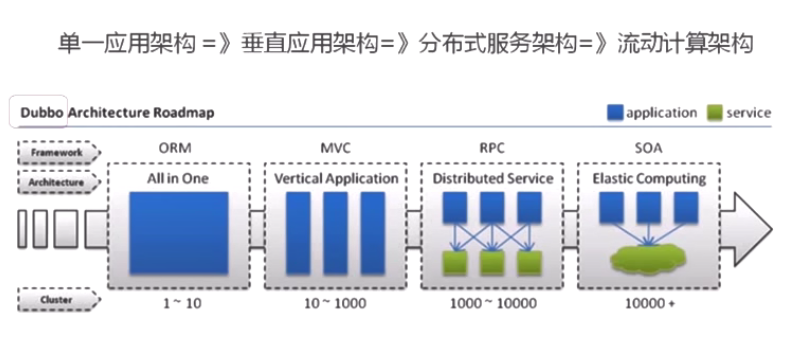 单一应用架构 =》垂直应用架构=》分布式服务架构=》流动计算架构
Dubbo Architecture Roadmap
application
service
Framework
ORM
MVC
RPC
SOA
Architecture
All in One
Vertical Application
Distributed Service
Elastic Computing
Cluster
1 ~ 10
10 ~ 1000
1000 ~ 10000
10000 +